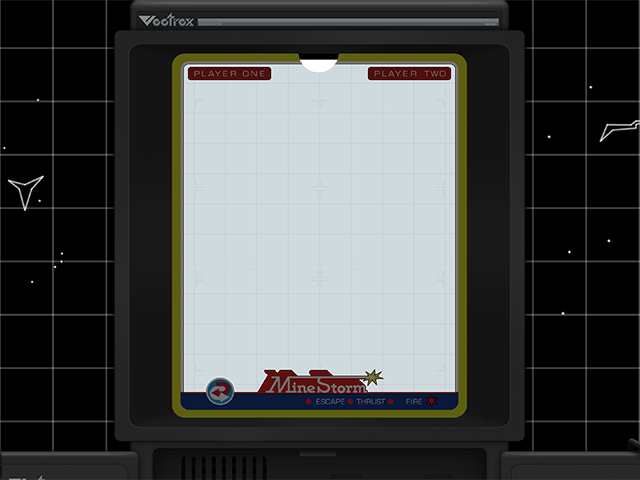 Vectrex
PLAYER ONE
PLAYER TWO
MineStorm
ESCAPE THRUST FIRE